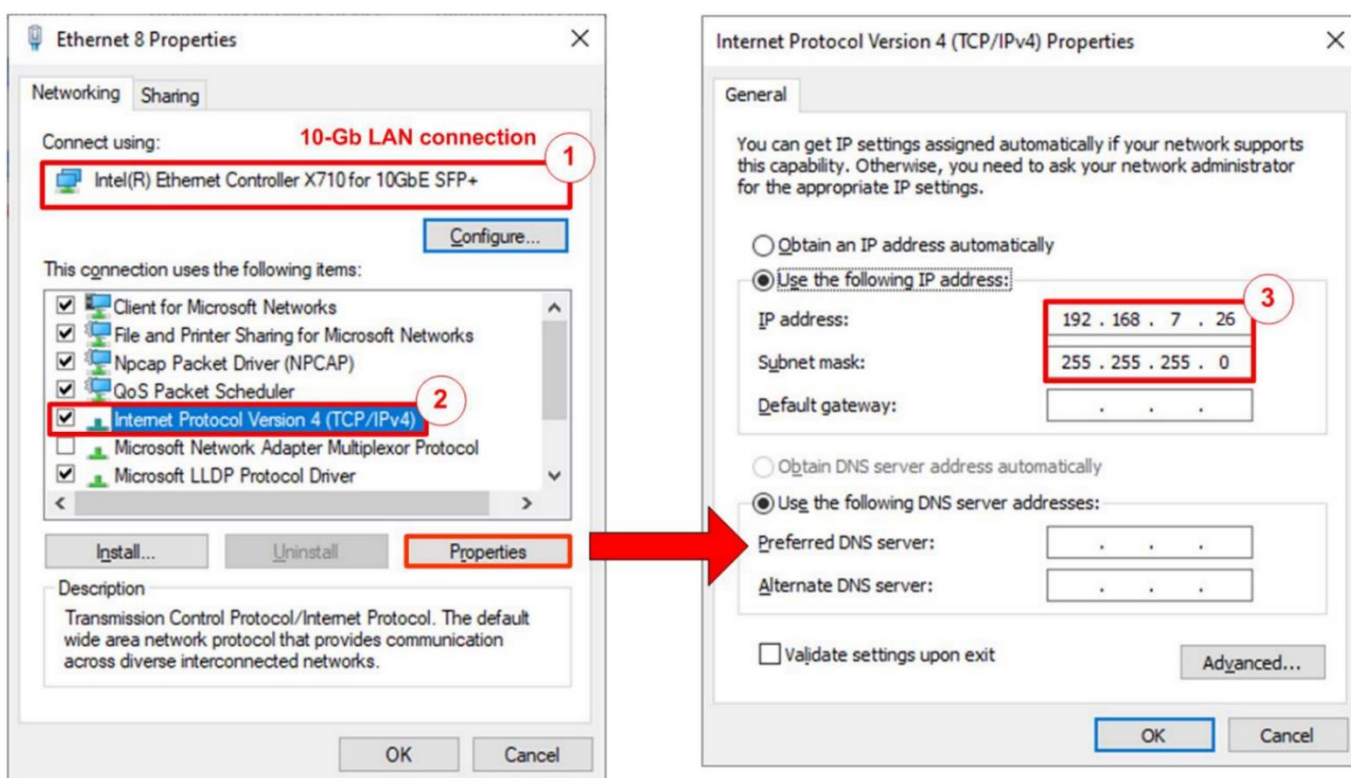 Ethernet 8 Properties
Networking
Sharing
Connect using:
10-Gb LAN connection
1
Intel(R) Ethernet Controller X710 for 10GbE SFP+
Configure...
This connection uses the following items:
Client for Microsoft Networks
File and Printer Sharing for Microsoft Networks
Npcap Packet Driver (NPCAP)
QoS Packet Scheduler
2
Internet Protocol Version 4 (TCP/IPv4)
Microsoft Network Adapter Multiplexor Protocol
Microsoft LLDP Protocol Driver
Install...
Uninstall
Properties
Description
Transmission Control Protocol/Internet Protocol. The default
wide area network protocol that provides communication
across diverse interconnected networks.
OK
Cancel
Internet Protocol Version 4 (TCP/IPv4) Properties
General
You can get IP settings assigned automatically if your network supports
this capability. Otherwise, you need to ask your network administrator
for the appropriate IP settings.
Obtain an IP address automatically
Use the following IP address:
3
IP address: 192 . 168 . 7 . 26
Subnet mask: 255 . 255 . 255 . 0
Default gateway: . . .
Obtain DNS server address automatically
Use the following DNS server addresses:
Preferred DNS server: . . .
Alternate DNS server: . . .
Validate settings upon exit
Advanced...
OK
Cancel